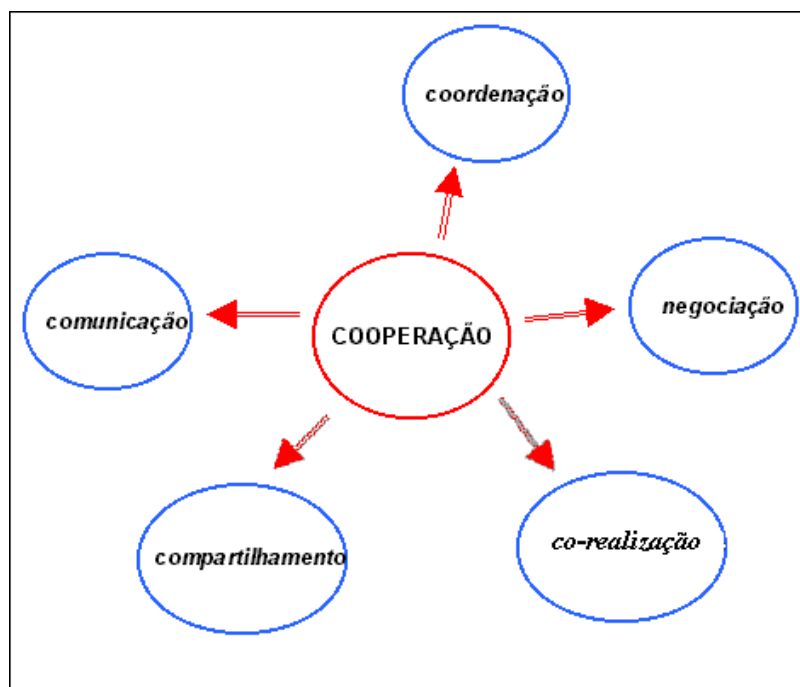 coordenação
negociação
comunicação
COOPERAÇÃO
compartilhamento
co-realização